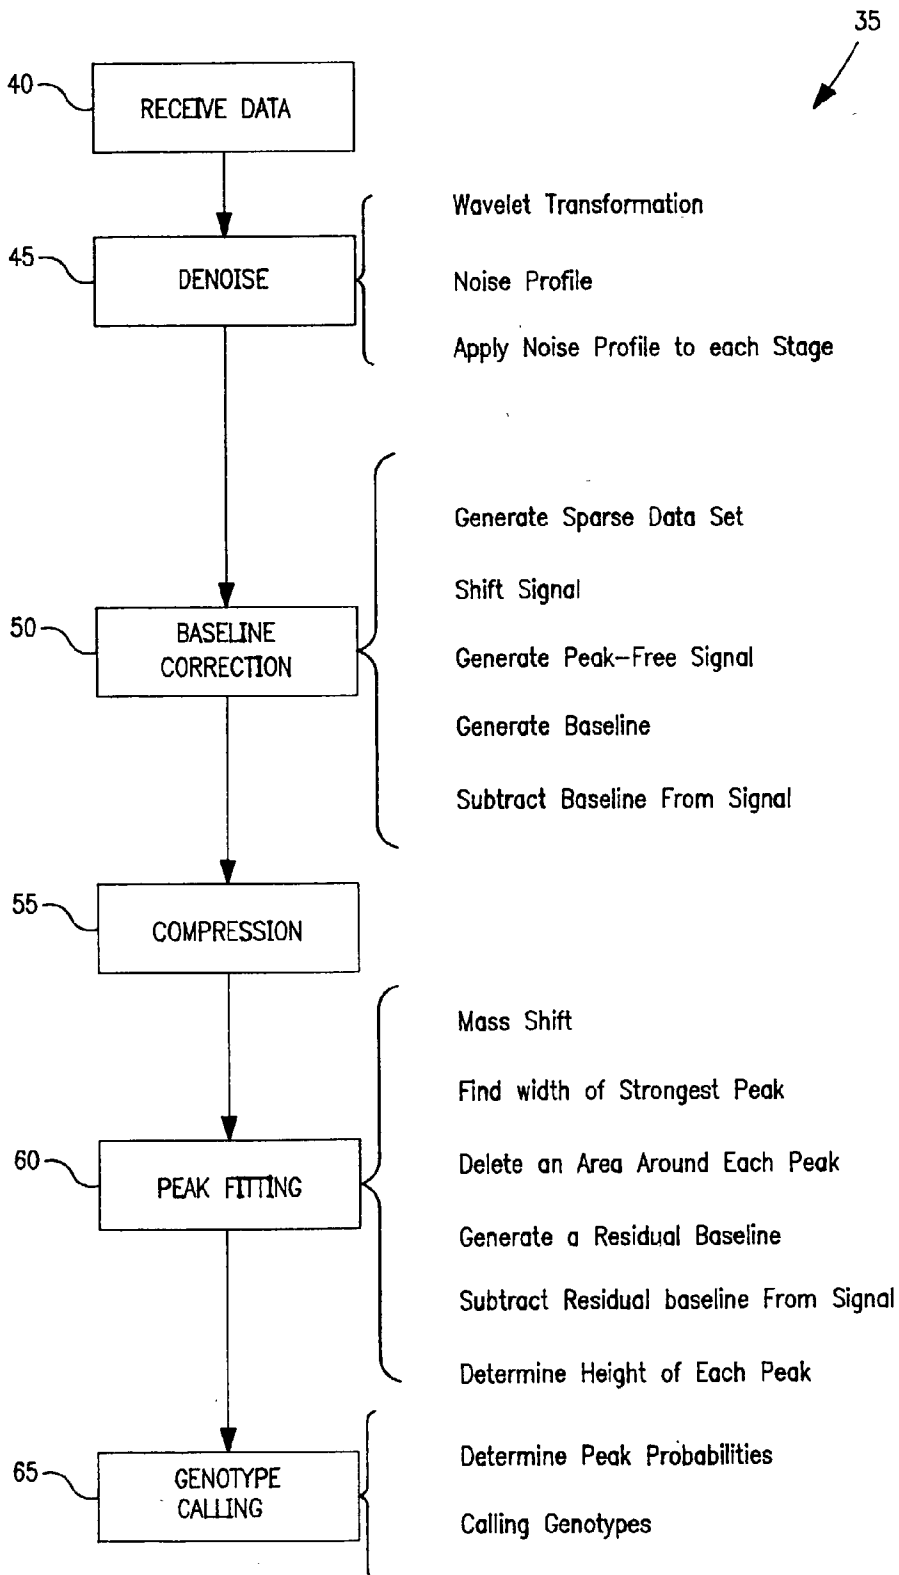 35
40
RECEIVE DATA
45
DENOISE
Wavelet Transformation
Noise Profile
Apply Noise Profile to each Stage
50
BASELINE
CORRECTION
Generate Sparse Data Set
Shift Signal
Generate Peak-Free Signal
Generate Baseline
Subtract Baseline From Signal
55
COMPRESSION
60
PEAK FITTING
Mass Shift
Find width of Strongest Peak
Delete an Area Around Each Peak
Generate a Residual Baseline
Subtract Residual baseline From Signal
Determine Height of Each Peak
65
GENOTYPE
CALLING
Determine Peak Probabilities
Calling Genotypes